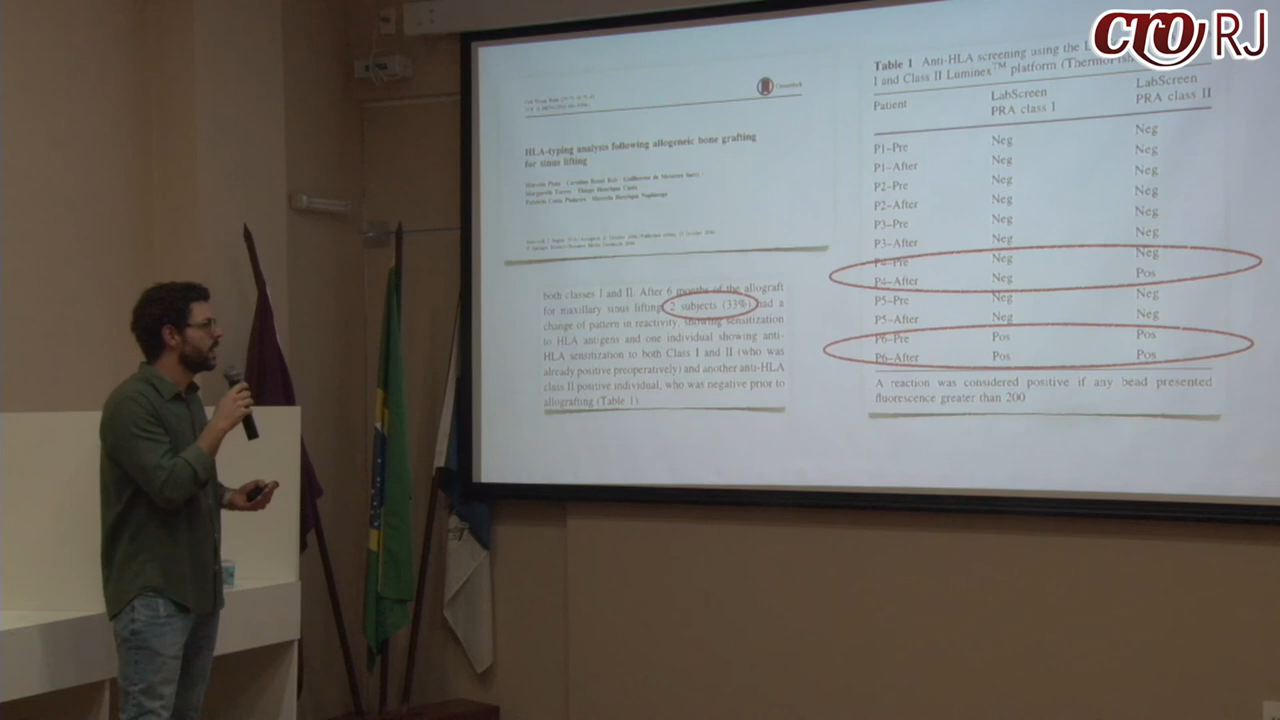 CRO RJ
HLA-typing analysis following allogeneic bone grafting
for sinus lifting
both classes I and II. After 6 months of the allograft
for maxillary sinus lifting 2 subjects (33%) had a
change of pattern in reactivity, showing sensitization
to HLA antigens and one individual showing anti-
HLA sensitization to both Class I and II (who was
already positive preoperatively) and another anti-HLA
class II positive individual, who was negative prior to
allografting (Table 1).
Table 1 Anti-HLA screening using the
I and Class II Luminex™ platform
Patient LabScreen PRA class I LabScreen PRA class II
P1–Pre Neg Neg
P1–After Neg Neg
P2–Pre Neg Neg
P2–After Neg Neg
P3–Pre Neg Neg
P3–After Neg Neg
P4–Pre Neg Neg
P4–After Neg Pos
P5–Pre Neg Neg
P5–After Neg Neg
P6–Pre Pos Pos
P6–After Pos Pos
A reaction was considered positive if any bead presented
fluorescence greater than 200